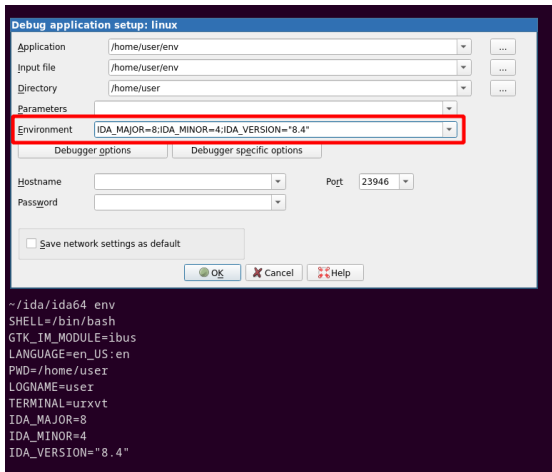 Debug application setup: linux
Application /home/user/env ...
Input file /home/user/env ...
Directory /home/user ...
Parameters
Environment IDA_MAJOR=8;IDA_MINOR=4;IDA_VERSION="8.4"
Debugger options Debugger specific options
Hostname Port 23946
Password
Save network settings as default
OK Cancel Help
~/ida/ida64 env
SHELL=/bin/bash
GTK_IM_MODULE=ibus
LANGUAGE=en_US:en
PWD=/home/user
LOGNAME=user
TERMINAL=urxvt
IDA_MAJOR=8
IDA_MINOR=4
IDA_VERSION="8.4"